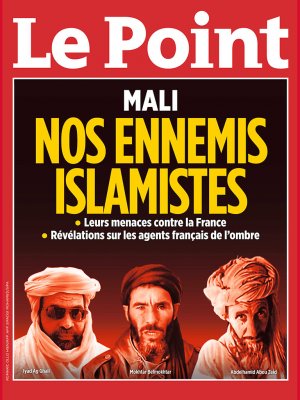 Le Point
MALI
NOS ENNEMIS
ISLAMISTES
• Leurs menaces contre la France
• Révélations sur les agents français de l'ombre
Iyad Ag Ghali
Mokhtar Belmokhtar
Abdelhamid Abou Zaid